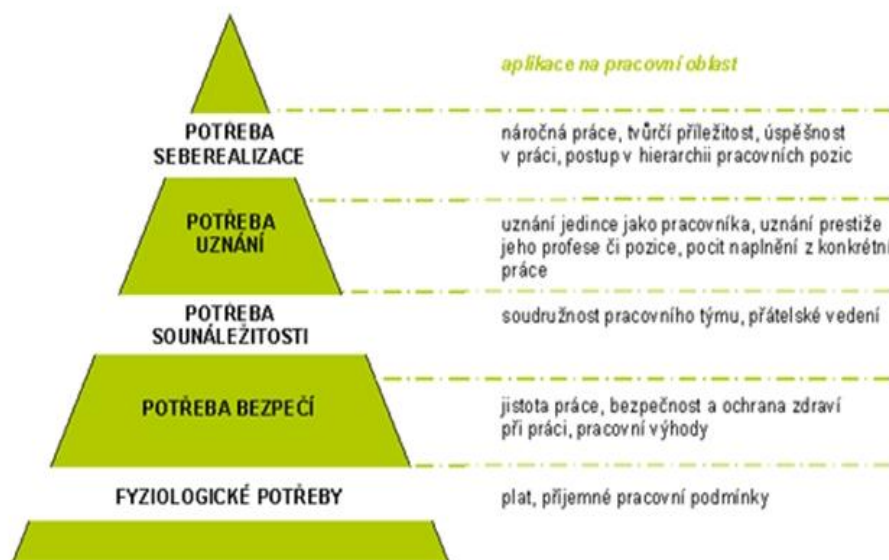 aplikace na pracovní oblast
POTŘEBA
SEBEREALIZACE
náročná práce, tvůrčí příležitost, úspěšnost
v práci, postup v hierarchii pracovních pozic
POTŘEBA
UZNÁNÍ
uznání jedince jako pracovníka, uznání prestiže
jeho profese či pozice, pocit naplnění z konkrétní
práce
POTŘEBA
SOUNÁLEŽITOSTI
soudružnost pracovního týmu, přátelské vedení
POTŘEBA BEZPEČÍ
jistota práce, bezpečnost a ochrana zdraví
při práci, pracovní výhody
FYZIOLOGICKÉ POTŘEBY
plat, příjemné pracovní podmínky